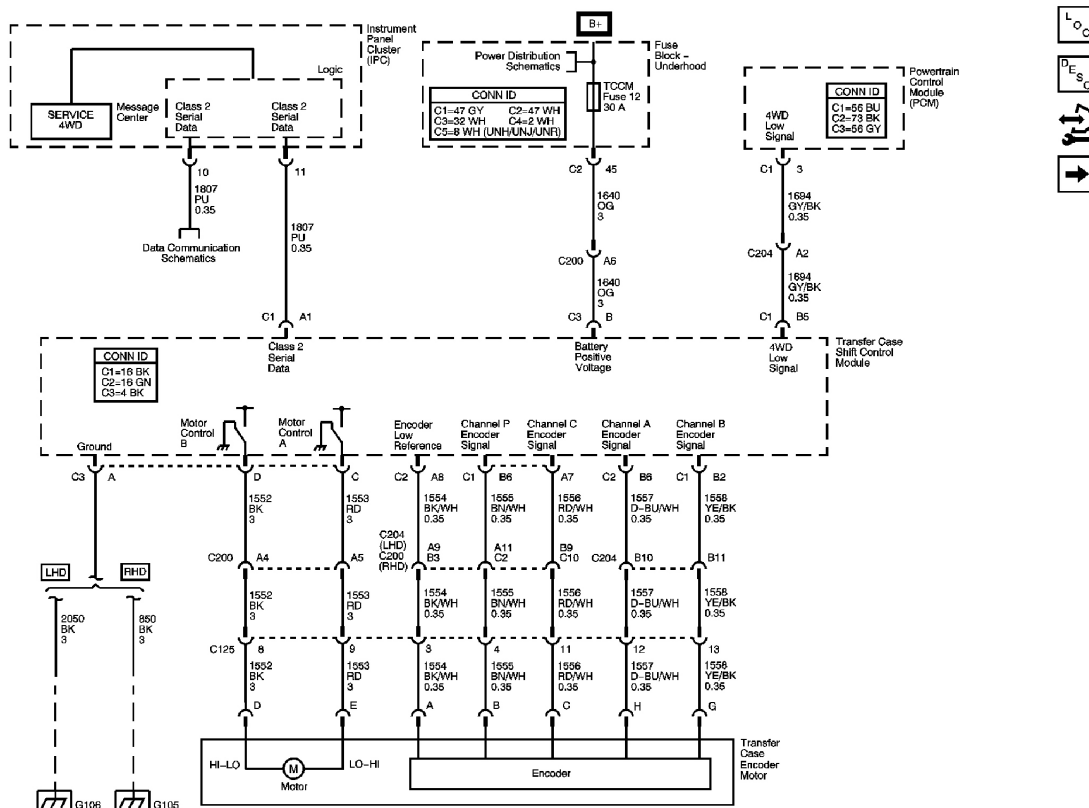 Instrument
Panel
Cluster
(IPC)
Logic
SERVICE
4WD
Message
Center
Class 2
Serial
Data
Class 2
Serial
Data
10
11
1807
PU
0.35
Data Communication
Schematics
1807
PU
0.35
B+
Power Distribution
Schematics
Fuse
Block –
Underhood
CONN ID
C1=47 GY C2=47 WH
C3=32 WH C4=2 WH
C5=8 WH (UNH/UNJ/UNR)
TCCM
Fuse 12
30 A
C2 45
1640
OG
3
C200 A6
1640
OG
3
Powertrain
Control
Module
(PCM)
4WD
Low
Signal
CONN ID
C1=56 BU
C2=73 BK
C3=56 GY
C1 3
1694
GY/BK
0.35
C204 A2
1694
GY/BK
0.35
L O C
D E S C
C1 A1
C3 B
C1 B5
Transfer Case
Shift Control
Module
CONN ID
C1=16 BK
C2=16 GN
C3=4 BK
Class 2
Serial
Data
Battery
Positive
Voltage
4WD
Low
Signal
Ground
Motor
Control
B
Motor
Control
A
Encoder
Low
Reference
Channel P
Encoder
Signal
Channel C
Encoder
Signal
Channel A
Encoder
Signal
Channel B
Encoder
Signal
C3 A D C C2 A8 C1 B6 A7 C2 B6 C1 B2
1552
BK
3
1553
RD
3
1554
BK/WH
0.35
1555
BN/WH
0.35
1556
RD/WH
0.35
1557
D–BU/WH
0.35
1558
YE/BK
0.35
C200 A4 A5
C204
(LHD)
C200
(RHD)
A9
B3
A11
C2
B9
C10
C204 B10 B11
LHD
RHD
2050
BK
3
850
BK
3
1552
BK
3
1553
RD
3
1554
BK/WH
0.35
1555
BN/WH
0.35
1556
RD/WH
0.35
1557
D–BU/WH
0.35
1558
YE/BK
0.35
C125 8 9 3 4 11 12 13
1552
BK
3
1553
RD
3
1554
BK/WH
0.35
1555
BN/WH
0.35
1556
RD/WH
0.35
1557
D–BU/WH
0.35
1558
YE/BK
0.35
D E A B C H G
HI–LO
M
Motor
LO–HI
Encoder
Transfer
Case
Encoder
Motor
G106
G105